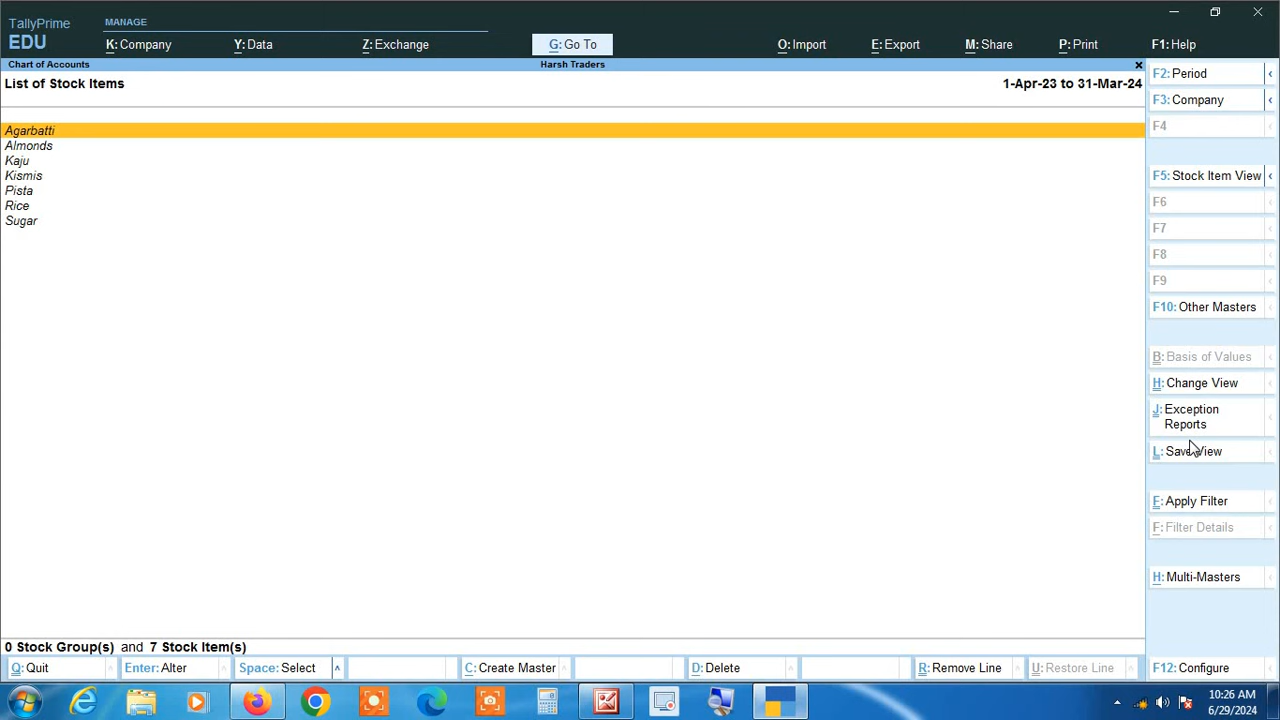 TallyPrime
EDU
MANAGE
K: Company
Y: Data
Z: Exchange
G: Go To
O: Import
E: Export
M: Share
P: Print
F1: Help
Chart of Accounts
Harsh Traders
List of Stock Items
1-Apr-23 to 31-Mar-24
Agarbatti
Almonds
Kaju
Kismis
Pista
Rice
Sugar
F2: Period
F3: Company
F4
F5: Stock Item View
F6
F7
F8
F9
F10: Other Masters
B: Basis of Values
H: Change View
J: Exception
Reports
L: Save View
F: Apply Filter
F: Filter Details
H: Multi-Masters
F12: Configure
0 Stock Group(s) and 7 Stock Item(s)
Q: Quit
Enter: Alter
Space: Select
C: Create Master
D: Delete
R: Remove Line
U: Restore Line
10:26 AM
6/29/2024